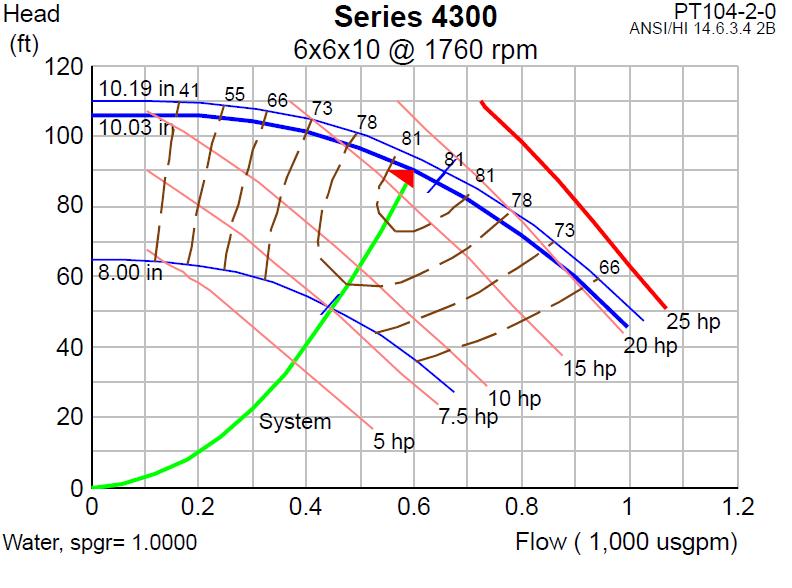 Head
(ft)
Series 4300
6x6x10 @ 1760 rpm
PT104-2-0
ANSI/HI 14.6.3.4 2B
120
100
80
60
40
20
0
10.19 in
41
55
66
73
78
81
81
81
78
73
66
10.03 in
8.00 in
25 hp
20 hp
15 hp
10 hp
7.5 hp
5 hp
System
0
0.2
0.4
0.6
0.8
1
1.2
Water, spgr= 1.0000
Flow ( 1,000 usgpm)